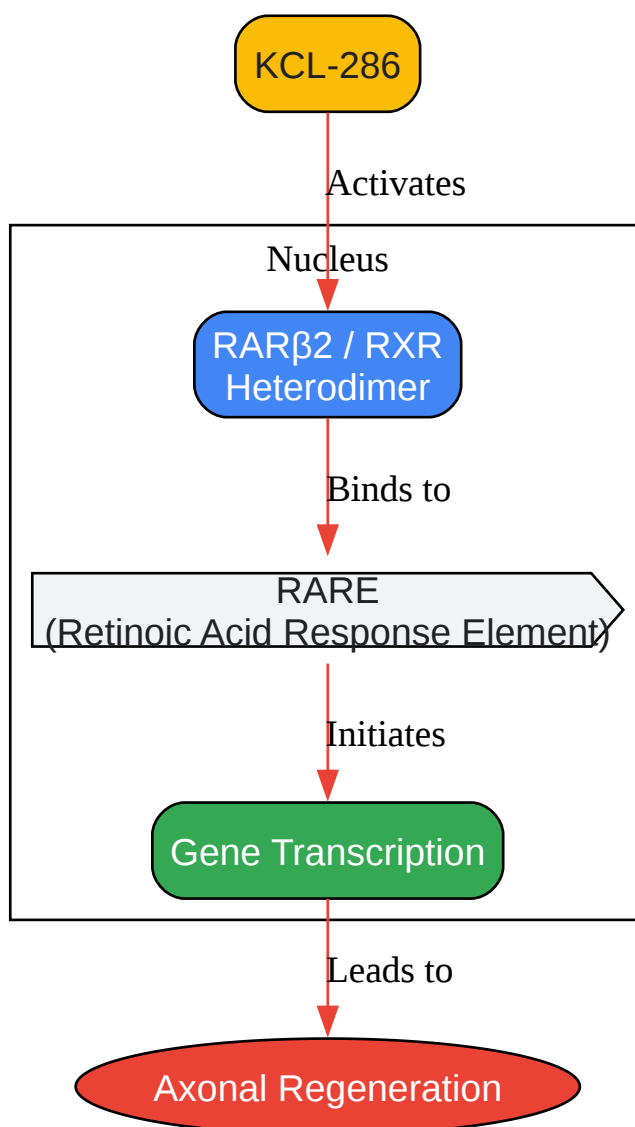 KCL-286
Activates
Nucleus
RARβ2 / RXR
Heterodimer
Binds to
RARE
(Retinoic Acid Response Element)
Initiates
Gene Transcription
Leads to
Axonal Regeneration